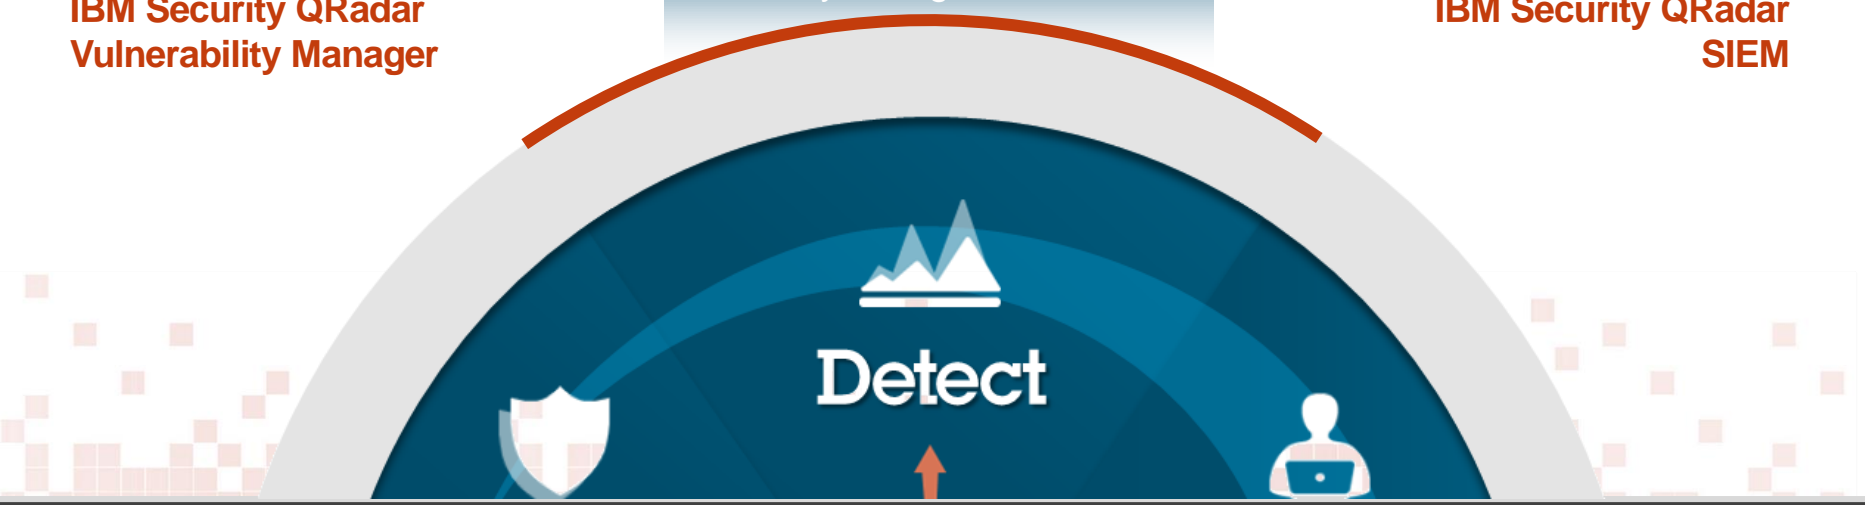 IBM Security QRadar
Vulnerability Manager
IBM Security QRadar
SIEM
Detect